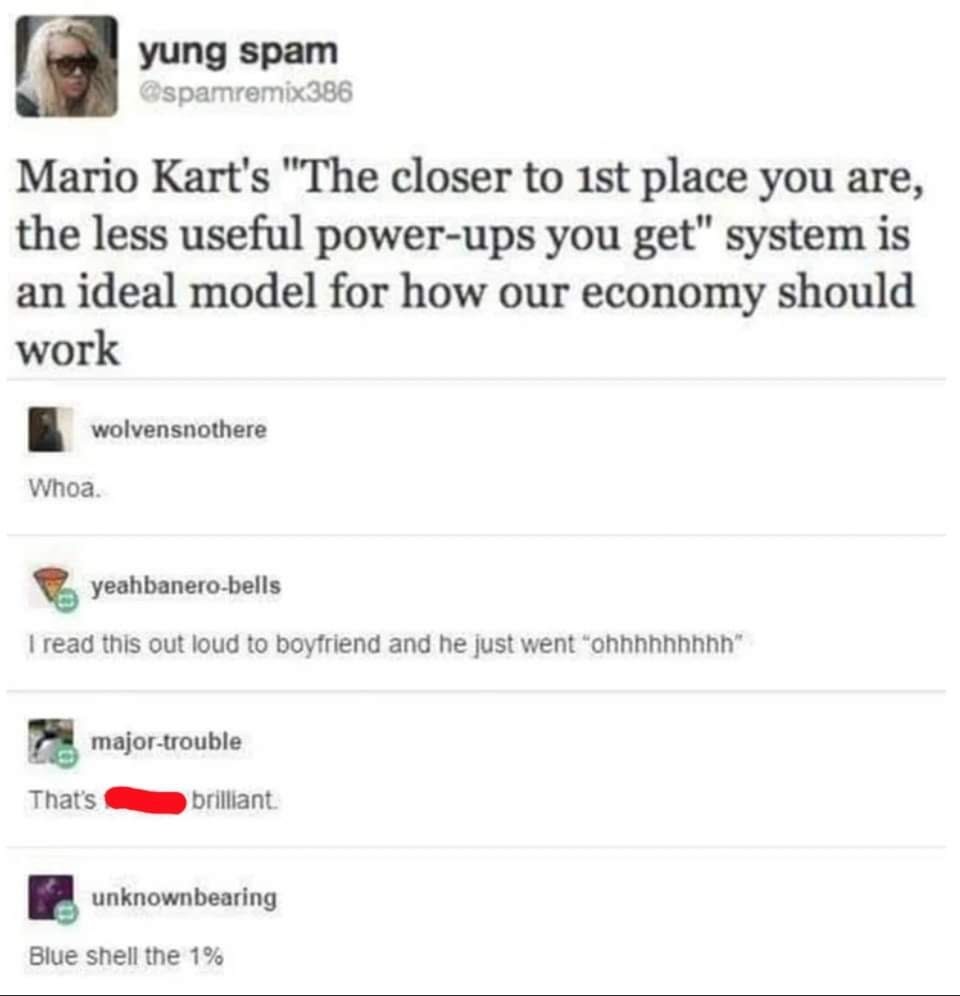 yung spam
@spamremix386
Mario Kart's "The closer to 1st place you are,
the less useful power-ups you get" system is
an ideal model for how our economy should
work
wolvensnothere
Whoa.
yeahbanero-bells
I read this out loud to boyfriend and he just went "ohhhhhhhhh"
major-trouble
That's brilliant.
unknownbearing
Blue shell the 1%